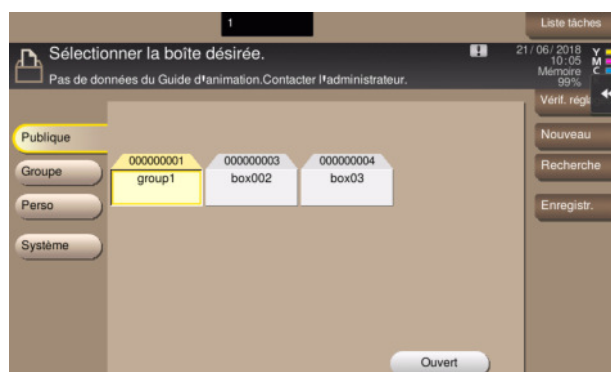 1
Liste tâches
Sélectionner la boîte désirée.
21/06/2018
10:05
Mémoire
99%
Y
M
C
Pas de données du Guide d'animation.Contacter l'administrateur.
Vérif. régl
Publique
Nouveau
000000001
000000003
000000004
Groupe
group1
box002
box03
Recherche
Perso
Enregistr.
Système
Ouvert